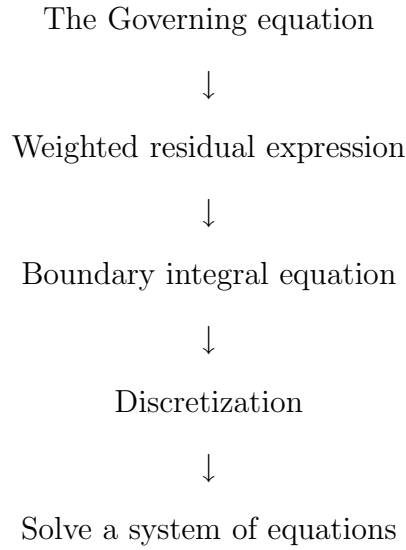 The Governing equation
↓
Weighted residual expression
↓
Boundary integral equation
↓
Discretization
↓
Solve a system of equations